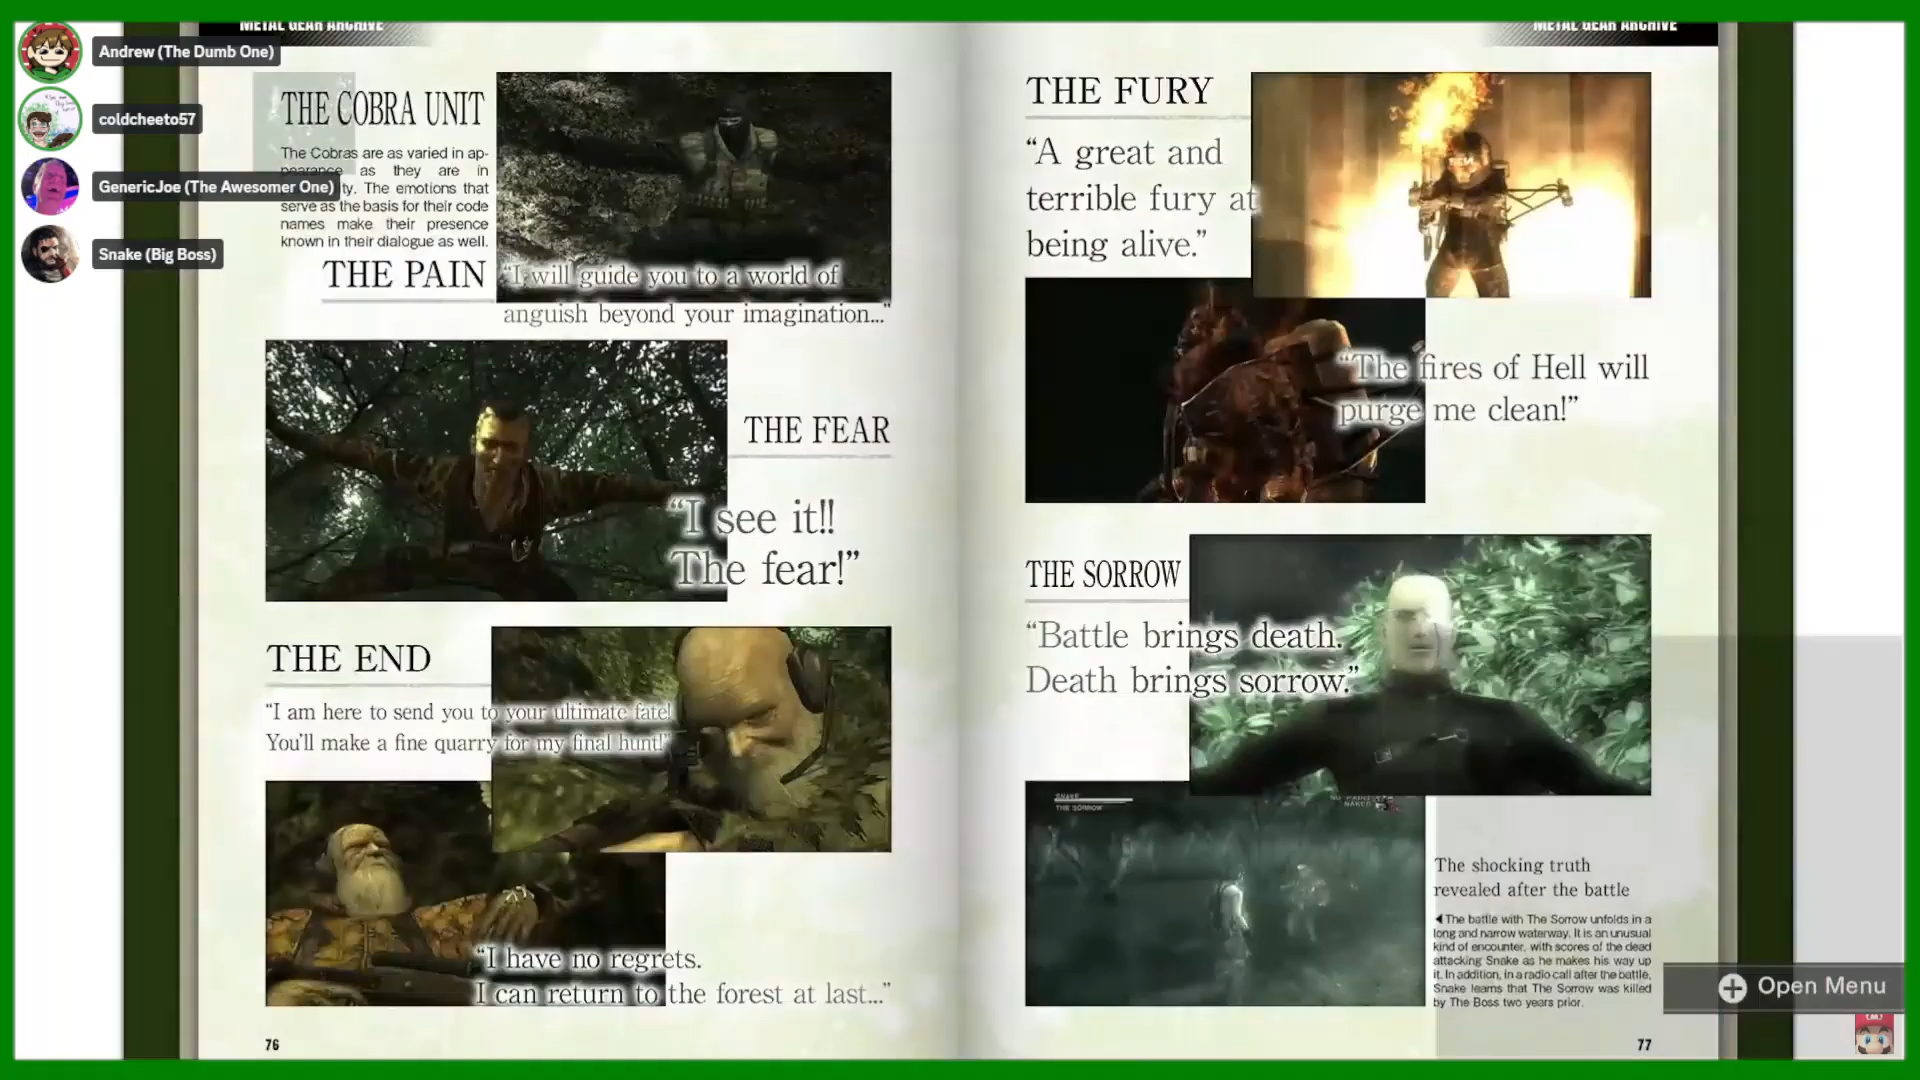 METAL GEAR ARCHIVE
METAL GEAR ARCHIVE
Andrew (The Dumb One)
coldcheeto57
GenericJoe (The Awesomer One)
Snake (Big Boss)
THE COBRA UNIT
The Cobras are as varied in ap-
pearance as they are in
ty. The emotions that
serve as the basis for their code
names make their presence
known in their dialogue as well.
THE PAIN
“I will guide you to a world of
anguish beyond your imagination...”
THE FEAR
“I see it!!
The fear!”
THE END
“I am here to send you to your ultimate fate!
You'll make a fine quarry for my final hunt!”
“I have no regrets.
I can return to the forest at last...”
76
THE FURY
“A great and
terrible fury at
being alive.”
“The fires of Hell will
purge me clean!”
THE SORROW
“Battle brings death.
Death brings sorrow.”
SNAKE
THE SORROW
NAKED
The shocking truth
revealed after the battle
◀The battle with The Sorrow unfolds in a
long and narrow waterway. It is an unusual
kind of encounter, with scores of the dead
attacking Snake as he makes his way up
it. In addition, in a radio call after the battle,
Snake learns that The Sorrow was killed
by The Boss two years prior.
77
Open Menu